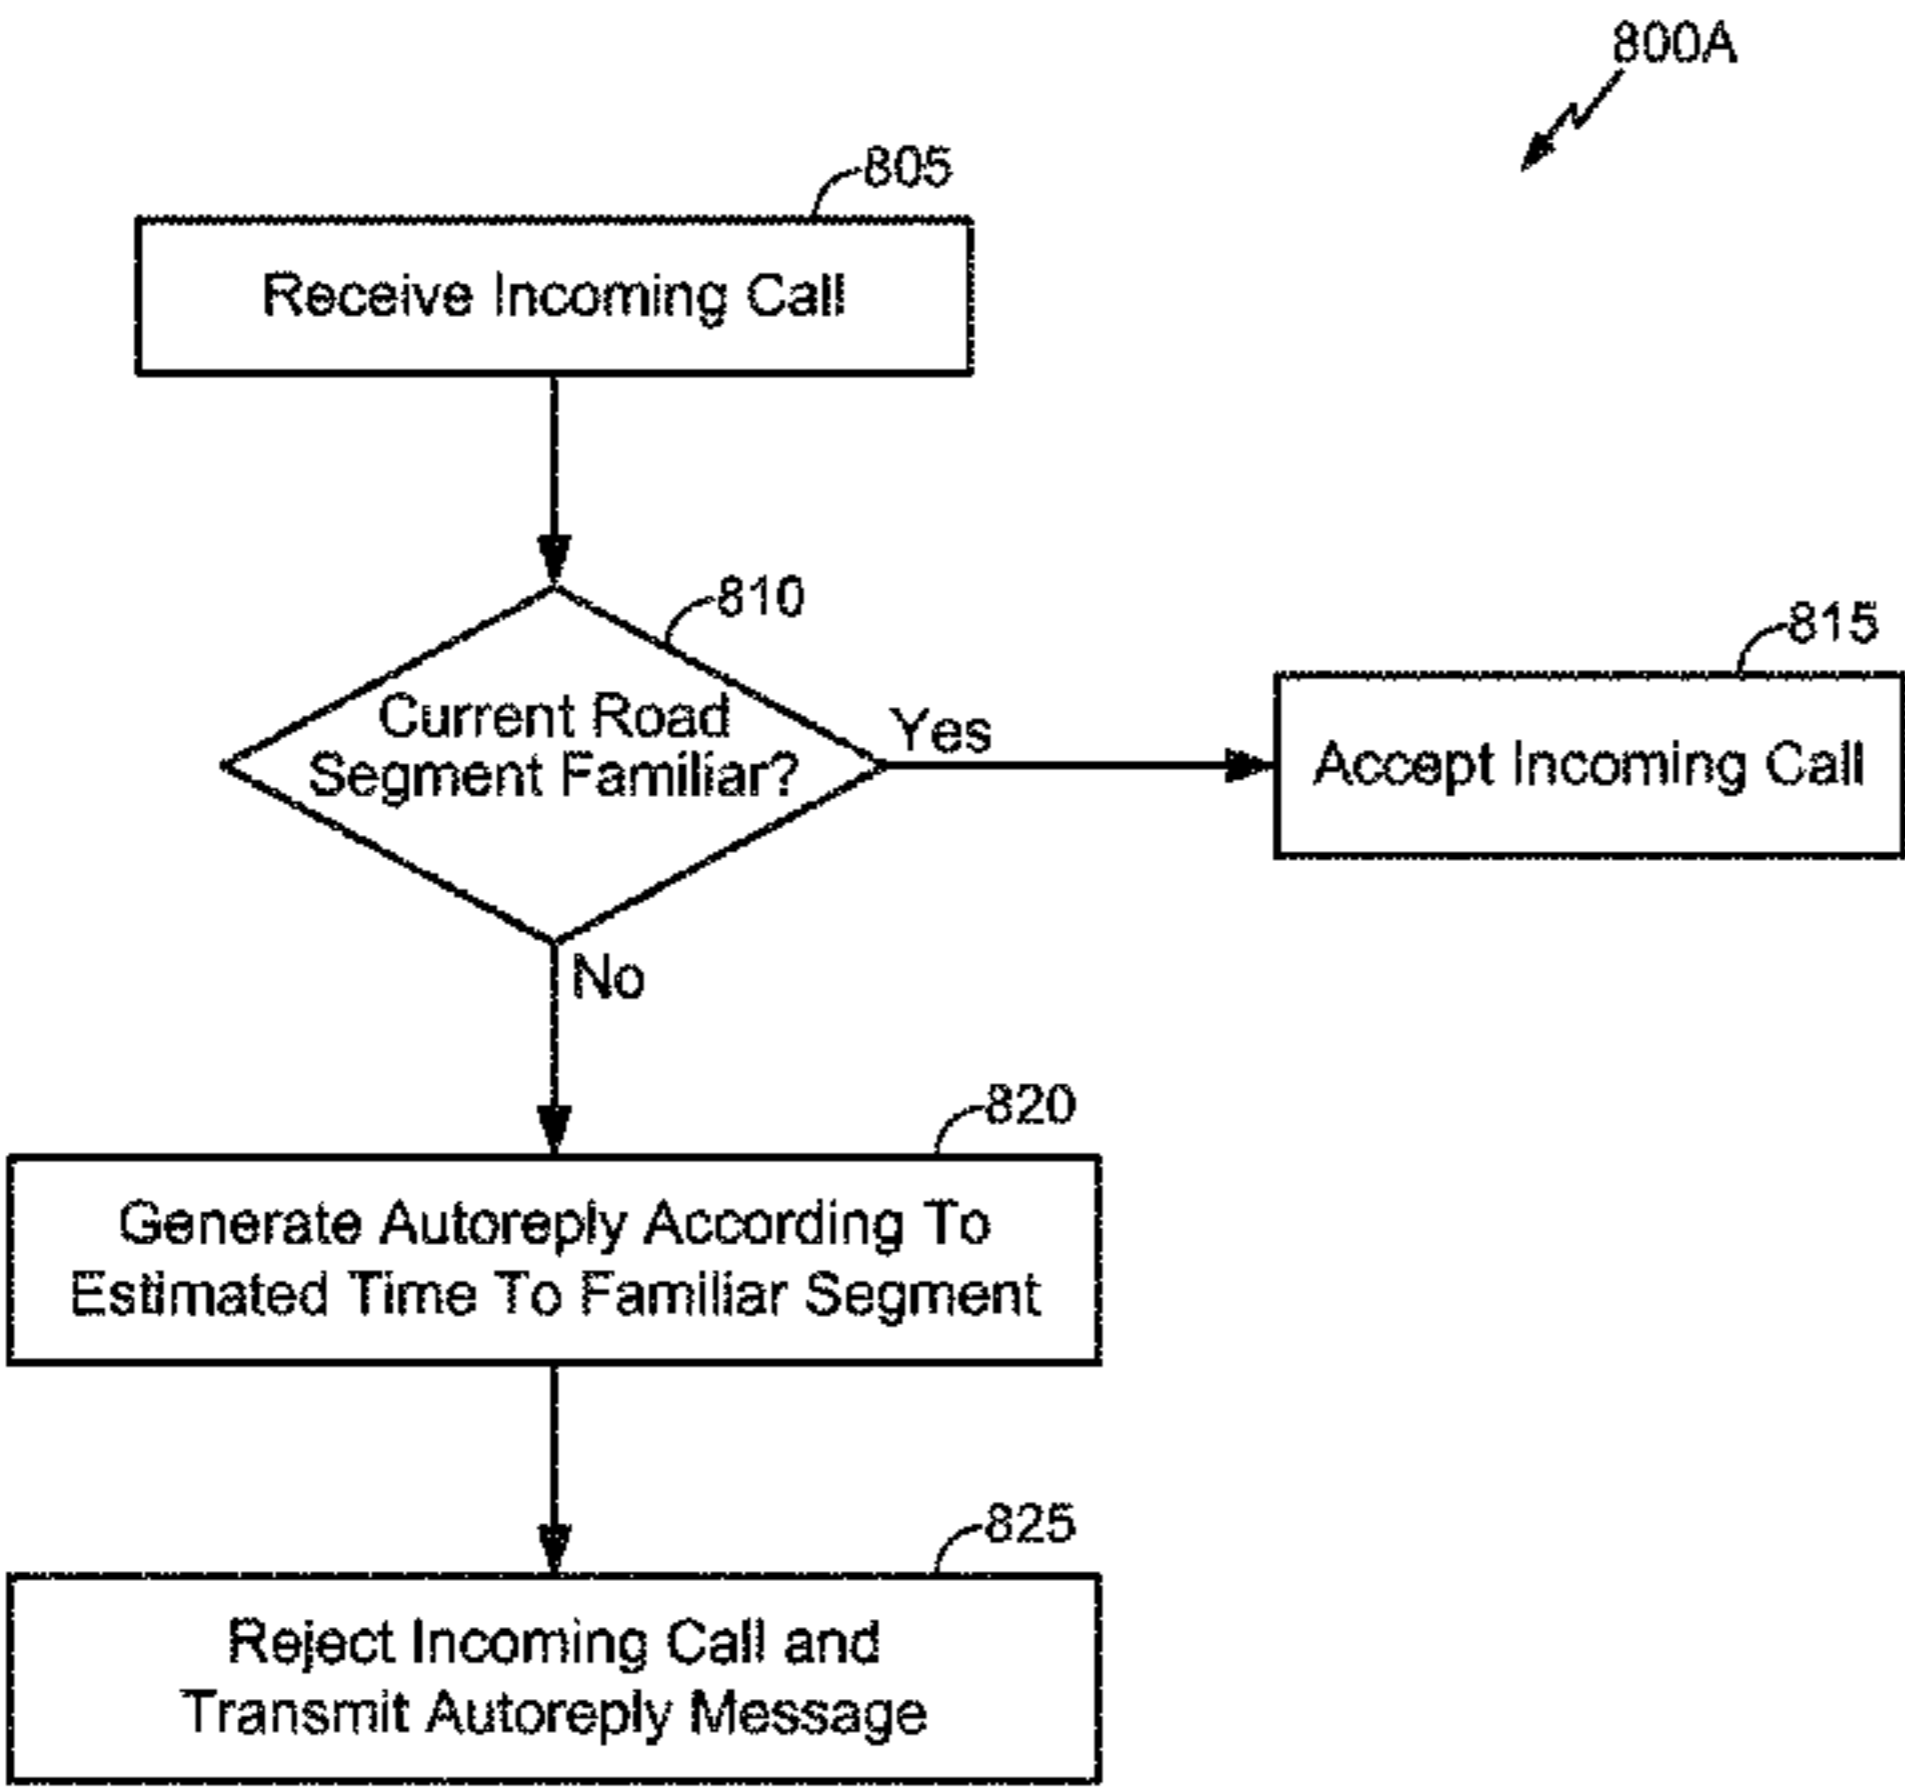 800A
805
Receive Incoming Call
810
Current Road
Segment Familiar?
Yes
815
Accept Incoming Call
No
820
Generate Autoreply According To
Estimated Time To Familiar Segment
825
Reject Incoming Call and
Transmit Autoreply Message